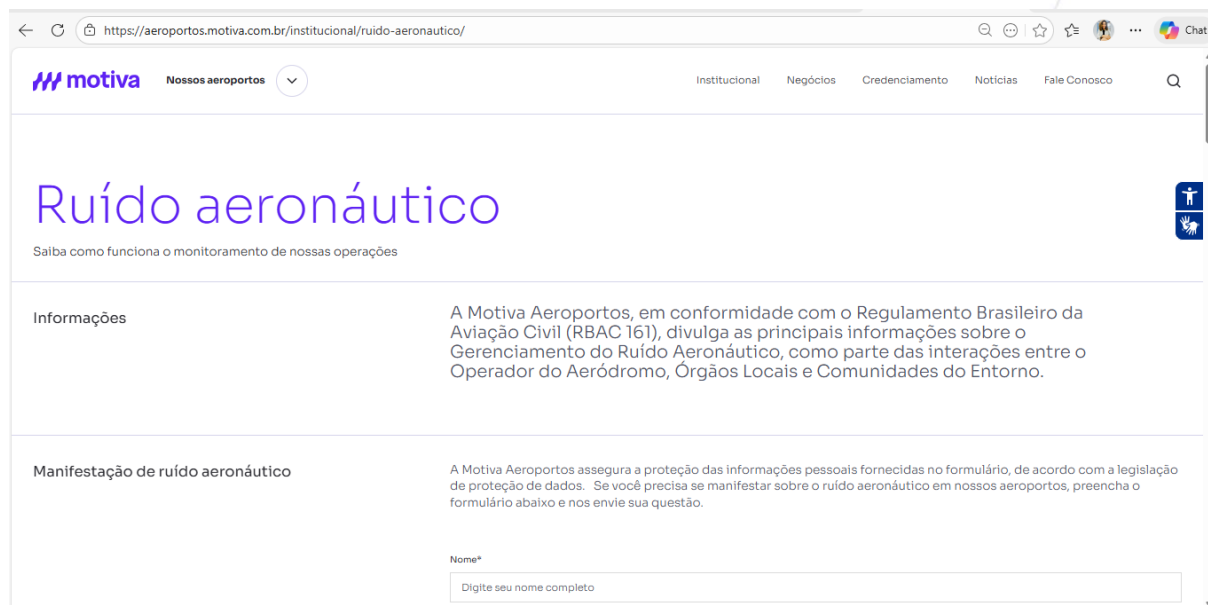 https://aeroportos.motiva.com.br/institucional/ruido-aeronautico/
Chat
motiva
Nossos aeroportos
Institucional
Negócios
Credenciamento
Notícias
Fale Conosco
Ruído aeronáutico
Saiba como funciona o monitoramento de nossas operações
Informações
A Motiva Aeroportos, em conformidade com o Regulamento Brasileiro da
Aviação Civil (RBAC 161), divulga as principais informações sobre o
Gerenciamento do Ruído Aeronáutico, como parte das interações entre o
Operador do Aeródromo, Órgãos Locais e Comunidades do Entorno.
Manifestação de ruído aeronáutico
A Motiva Aeroportos assegura a proteção das informações pessoais fornecidas no formulário, de acordo com a legislação
de proteção de dados. Se você precisa se manifestar sobre o ruído aeronáutico em nossos aeroportos, preencha o
formulário abaixo e nos envie sua questão.
Nome*
Digite seu nome completo